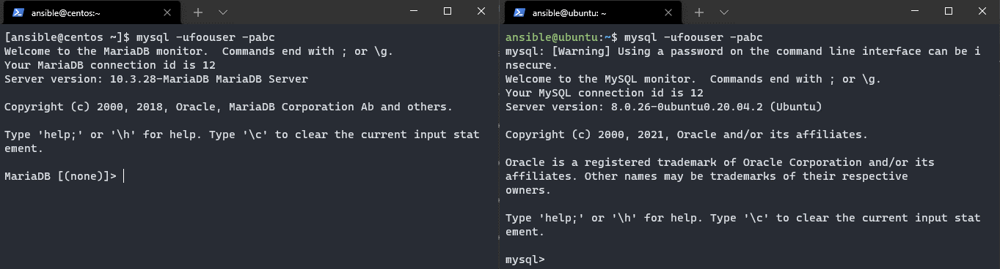 ansible@centos:~
[ansible@centos ~]$ mysql -ufoouser -pabc
Welcome to the MariaDB monitor.  Commands end with ; or \g.
Your MariaDB connection id is 12
Server version: 10.3.28-MariaDB MariaDB Server
Copyright (c) 2000, 2018, Oracle, MariaDB Corporation Ab and others.
Type 'help;' or '\h' for help. Type '\c' to clear the current input stat
ement.
MariaDB [(none)]>
ansible@ubuntu: ~
ansible@ubuntu:~$ mysql -ufoouser -pabc
mysql: [Warning] Using a password on the command line interface can be i
nsecure.
Welcome to the MySQL monitor.  Commands end with ; or \g.
Your MySQL connection id is 12
Server version: 8.0.26-0ubuntu0.20.04.2 (Ubuntu)
Copyright (c) 2000, 2021, Oracle and/or its affiliates.
Oracle is a registered trademark of Oracle Corporation and/or its
affiliates. Other names may be trademarks of their respective
owners.
Type 'help;' or '\h' for help. Type '\c' to clear the current input stat
ement.
mysql>